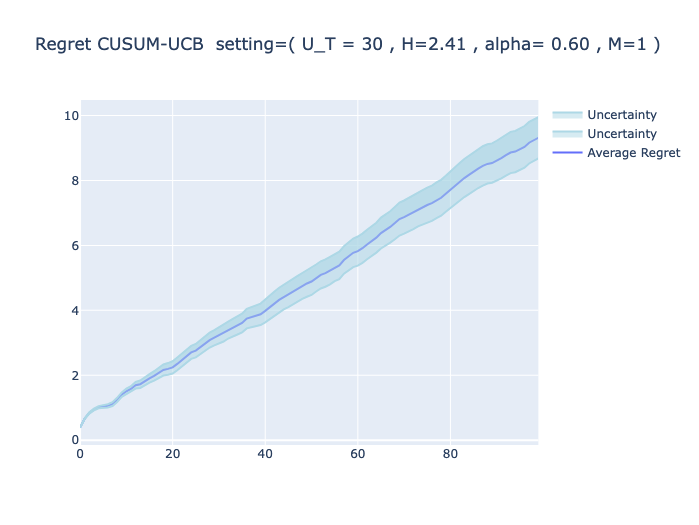 Regret CUSUM-UCB  setting=( U_T = 30 , H=2.41 , alpha= 0.60 , M=1 )
10
8
6
4
2
0
0 20 40 60 80
Uncertainty
Uncertainty
Average Regret